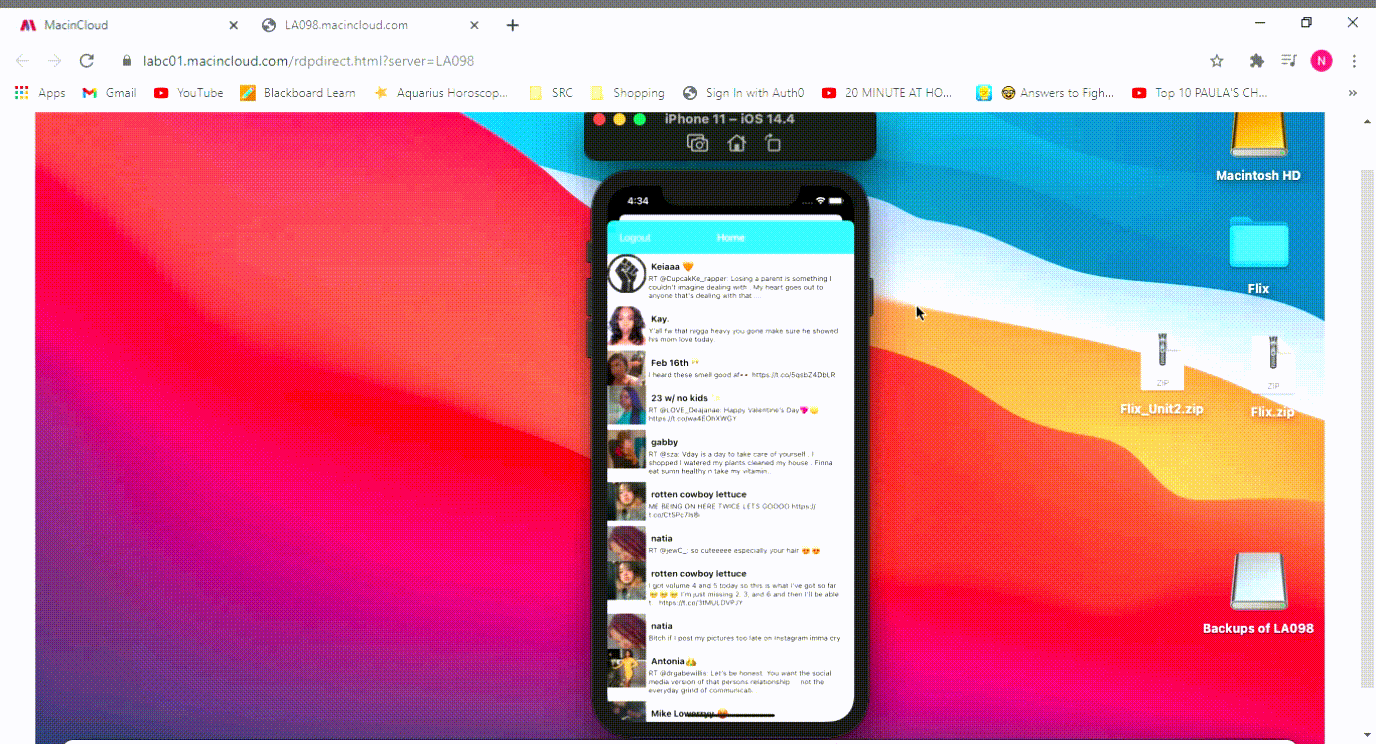 MacinCloud
LA098.macincloud.com
labc01.macincloud.com/rdpdirect.html?server=LA098
N
Apps
Gmail
YouTube
Blackboard Learn
Aquarius Horoscop...
SRC
Shopping
Sign In with Auth0
20 MINUTE AT HO...
Answers to Figh...
Top 10 PAULA'S CH...
»
iPhone 11 – iOS 14.4
Macintosh HD
Flix
ZIP
ZIP
Flix_Unit2.zip
Flix.zip
Backups of LA098
4:34
Logout
Home
Keiaaa 🧡
RT @CupcakKe_rapper: Losing a parent is something I
couldn't imagine dealing with . My heart goes out to
anyone that's dealing with that ...
Kay.
Y'all fw that nigga heavy you gone make sure he showed
his mom love today.
Feb 16th
I heard these smell good af👀 https://t.co/5qsbZ4DbLR
23 w/ no kids ✨
RT @LOVE_Deajanae: Happy Valentine's Day
https://t.co/wa4EOhXWGY
gabby
RT @sza: Vday is a day to take care of yourself . I
shopped I watered my plants cleaned my house . Finna
eat sumn healthy n take my vitamin...
rotten cowboy lettuce
ME BEING ON HERE TWICE LETS GOOOO https://
natia
RT @jewC_: so cuteeeee especially your hair 😍 😍
rotten cowboy lettuce
I got volume 4 and 5 today so this is what I've got so far
I'm just missing 2, 3, and 6 and then I'll be able
t… https://t.co/3tMULDVPJY
natia
Bitch if I post my pictures too late on Instagram imma cry
Antonia
RT @drgabewillis: Let's be honest. You want the social
media version of that persons relationship . . not the
everyday grind of communicati...
Mike Lowerryy